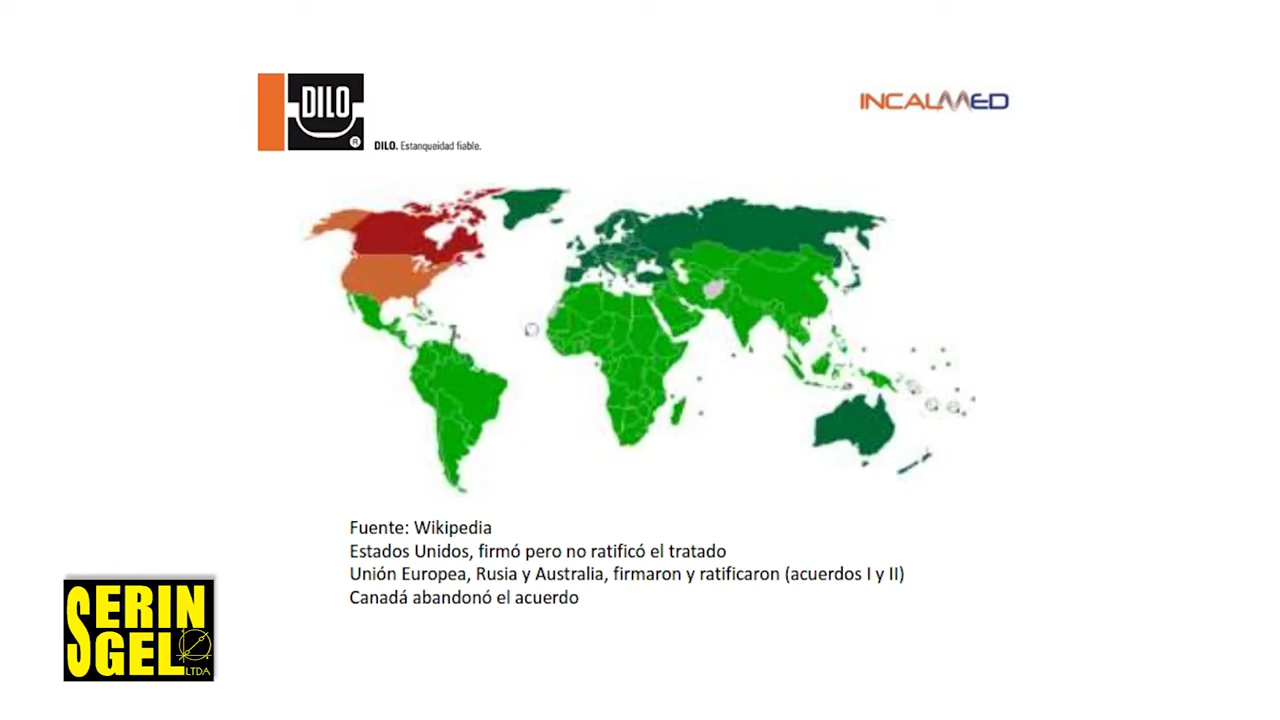 DILO
®
DILO. Estanqueidad fiable.
INCALMED
Fuente: Wikipedia
Estados Unidos, firmó pero no ratificó el tratado
Unión Europea, Rusia y Australia, firmaron y ratificaron (acuerdos I y II)
Canadá abandonó el acuerdo
SERIN
GEL
LTDA